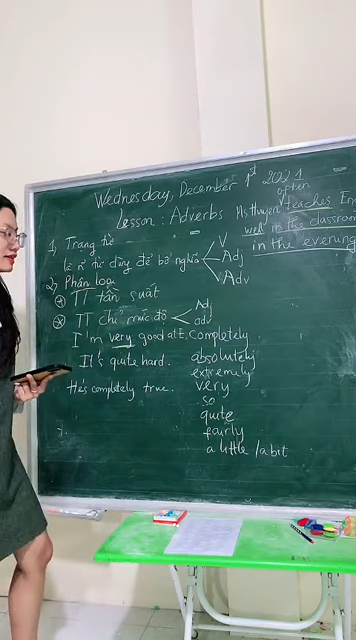 Wednesday, December 1st 2021
Lesson: Adverbs
often
Ms Thuyen teaches En
well in the classroom
in the evening
1, Trạng từ
là n~ từ dùng để bổ nghĩa V Adj Adv
2, Phân loại
TT tần suất
TT chỉ mức độ Adj adv
I'm very good at E. Completely
It's quite hard. absolutely
extremely
He's completely true. very
so
quite
fairly
a little / a bit